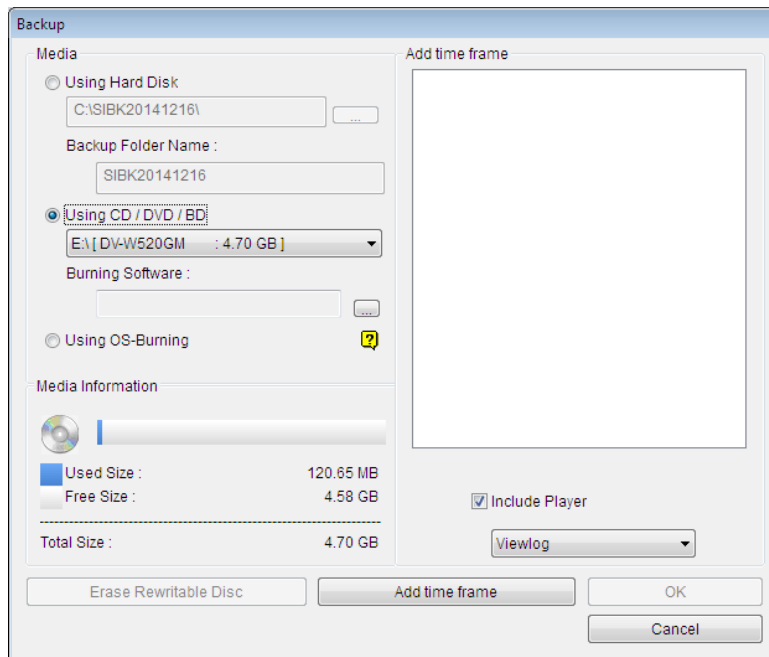 Backup
Media
Using Hard Disk
C:\SIBK20141216\
...
Backup Folder Name :
SIBK20141216
Using CD / DVD / BD
E:\ [ DV-W520GM : 4.70 GB ]
Burning Software :
...
Using OS-Burning
?
Media Information
Used Size : 120.65 MB
Free Size : 4.58 GB
Total Size : 4.70 GB
Add time frame
Include Player
Viewlog
Erase Rewritable Disc
Add time frame
OK
Cancel